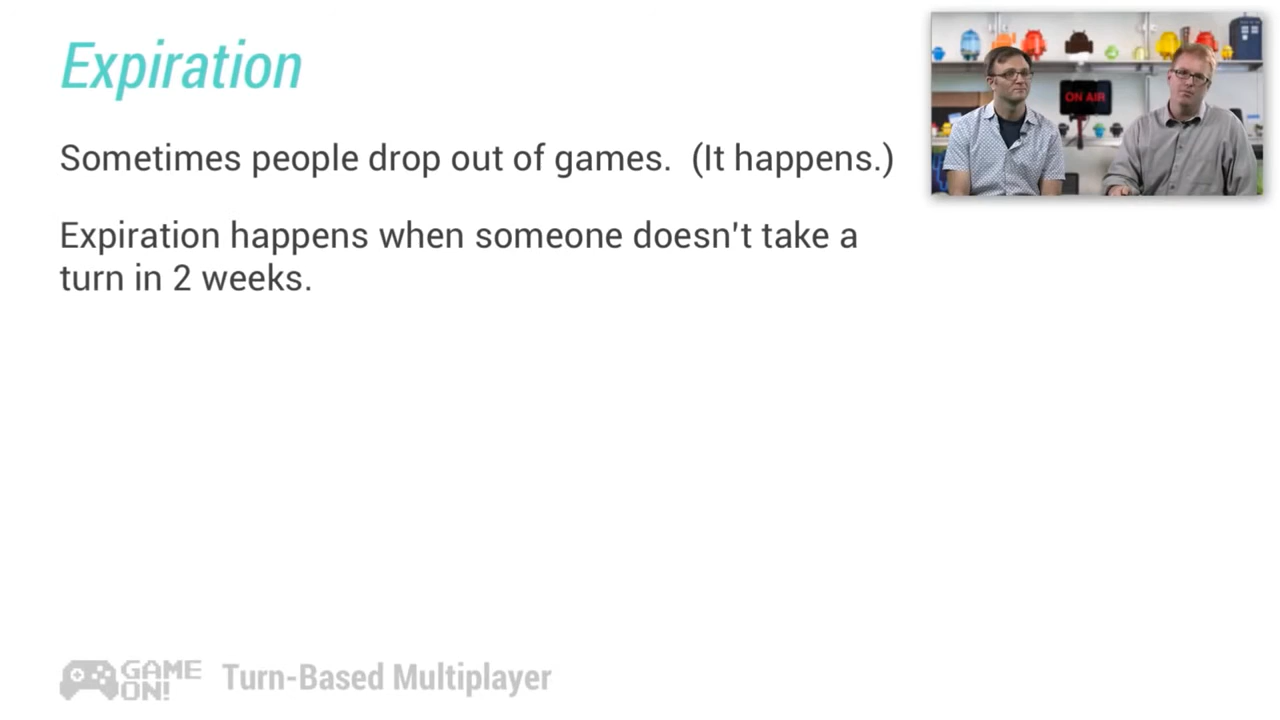 Expiration
ON AIR
Sometimes people drop out of games.  (It happens.)
Expiration happens when someone doesn't take a
turn in 2 weeks.
GAME
ON!
Turn-Based Multiplayer